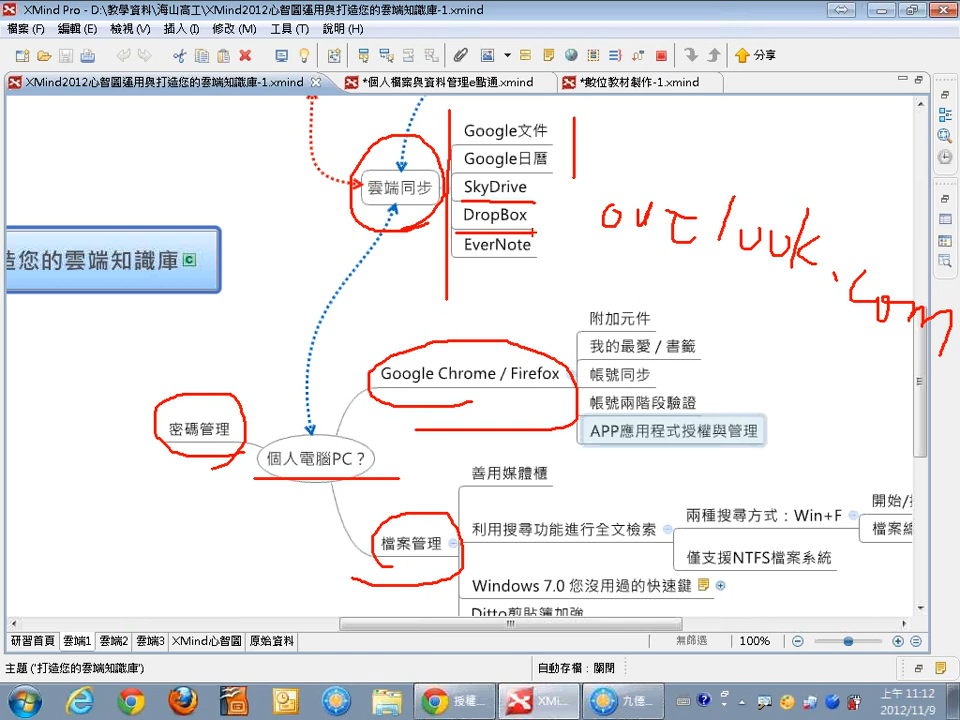 XMind Pro - D:\教學資料\海山高工\XMind2012心智圖運用與打造您的雲端知識庫-1.xmind
檔案 (F) 編輯 (E) 檢視 (V) 插入 (I) 修改 (M) 工具 (T) 說明 (H)
分享
XMind2012心智圖運用與打造您的雲端知識庫-1.xmind
*個人檔案與資料管理e點通.xmind
*數位教材製作-1.xmind
Google文件
Google日曆
雲端同步
SkyDrive
DropBox
EverNote
outlook.com
造您的雲端知識庫
附加元件
我的最愛 / 書籤
Google Chrome / Firefox
帳號同步
帳號兩階段驗證
APP應用程式授權與管理
密碼管理
個人電腦PC？
善用媒體櫃
檔案管理
利用搜尋功能進行全文檢索
兩種搜尋方式：Win+F
開始/
檔案總
僅支援NTFS檔案系統
Windows 7.0 您沒用過的快速鍵
Ditto剪貼簿加強
研習首頁 雲端1 雲端2 雲端3 XMind心智圖 原始資料
無篩選 100%
主題 ('打造您的雲端知識庫')
自動存檔：關閉
授權...
XMi...
九德...
上午 11:12
2012/11/9